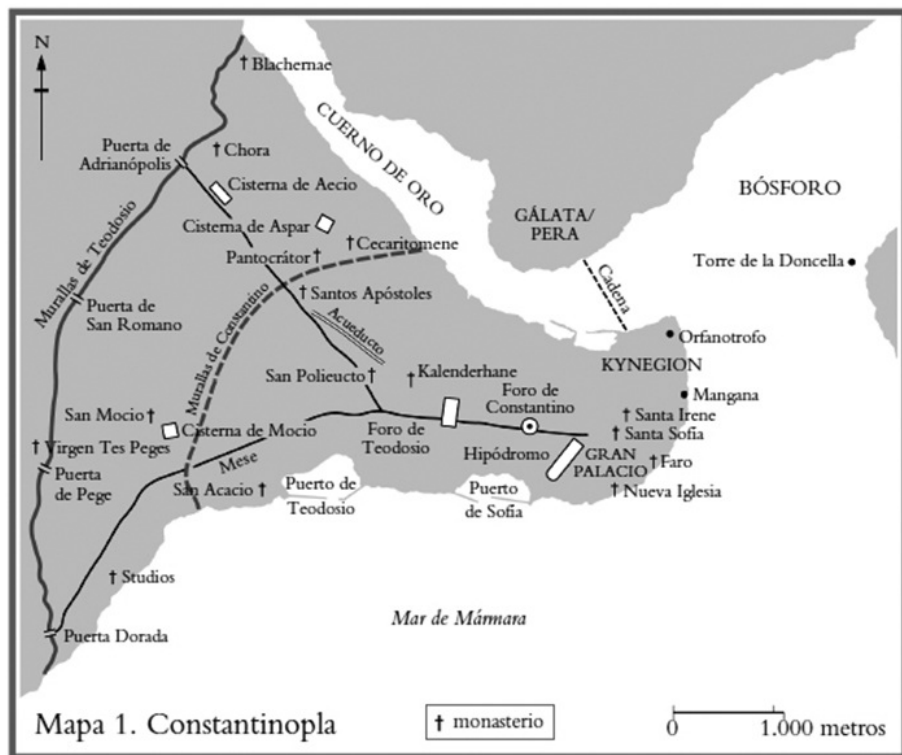 N
† Blachernae
Puerta de
Adrianópolis
† Chora
Cisterna de Aecio
CUERNO DE ORO
Cisterna de Aspar
† Cecaritomene
Pantocrátor †
GÁLATA/
PERA
BÓSFORO
Torre de la Doncella
Cadena
Murallas de Teodosio
Puerta de
San Romano
Murallas de Constantino
† Santos Apóstoles
Acueducto
Orfanotrofo
KYNEGION
San Polieucto †
† Kalenderhane
Foro de
Constantino
Mangana
San Mocio †
Cisterna de Mocio
Foro de
Teodosio
† Santa Irene
† Santa Sofía
Hipódromo
GRAN
PALACIO
† Faro
† Nueva Iglesia
† Virgen Tes Peges
Puerta
de Pege
Mese
San Acacio †
Puerto de
Teodosio
Puerto
de Sofía
† Studios
Puerta Dorada
Mar de Mármara
Mapa 1. Constantinopla
† monasterio
0 1.000 metros